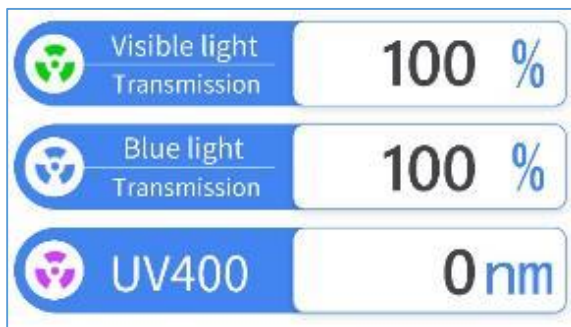 Visible light
Transmission
100 %
Blue light
Transmission
100 %
UV400
0 nm